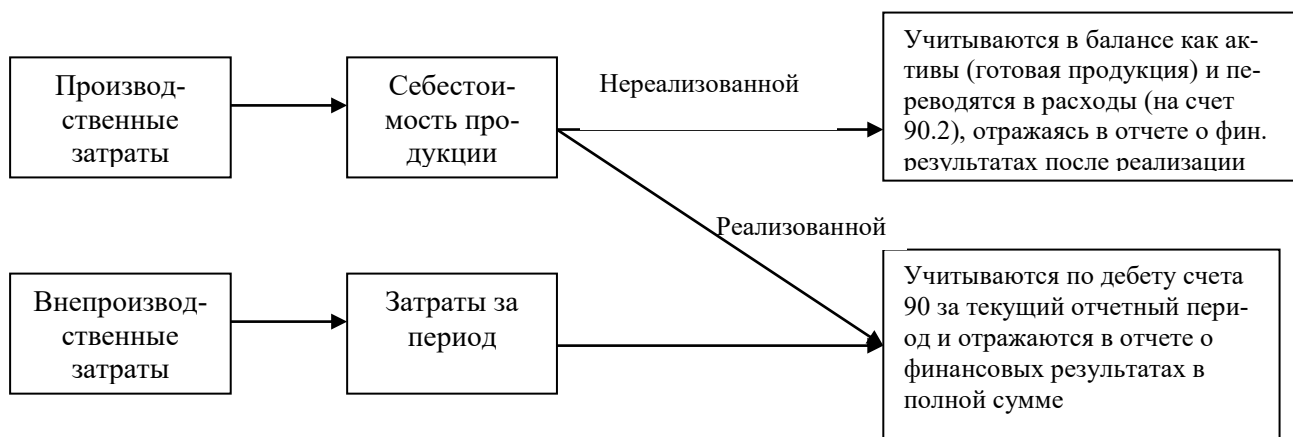 Производ-
ственные
затраты
Себестои-
мость про-
дукции
Нереализованной
Учитываются в балансе как ак-
тивы (готовая продукция) и пе-
реводятся в расходы (на счет
90.2), отражаясь в отчете о фин.
результатах после реализации
Реализованной
Внепроизвод-
ственные
затраты
Затраты за
период
Учитываются по дебету счета
90 за текущий отчетный пери-
од и отражаются в отчете о
финансовых результатах в
полной сумме